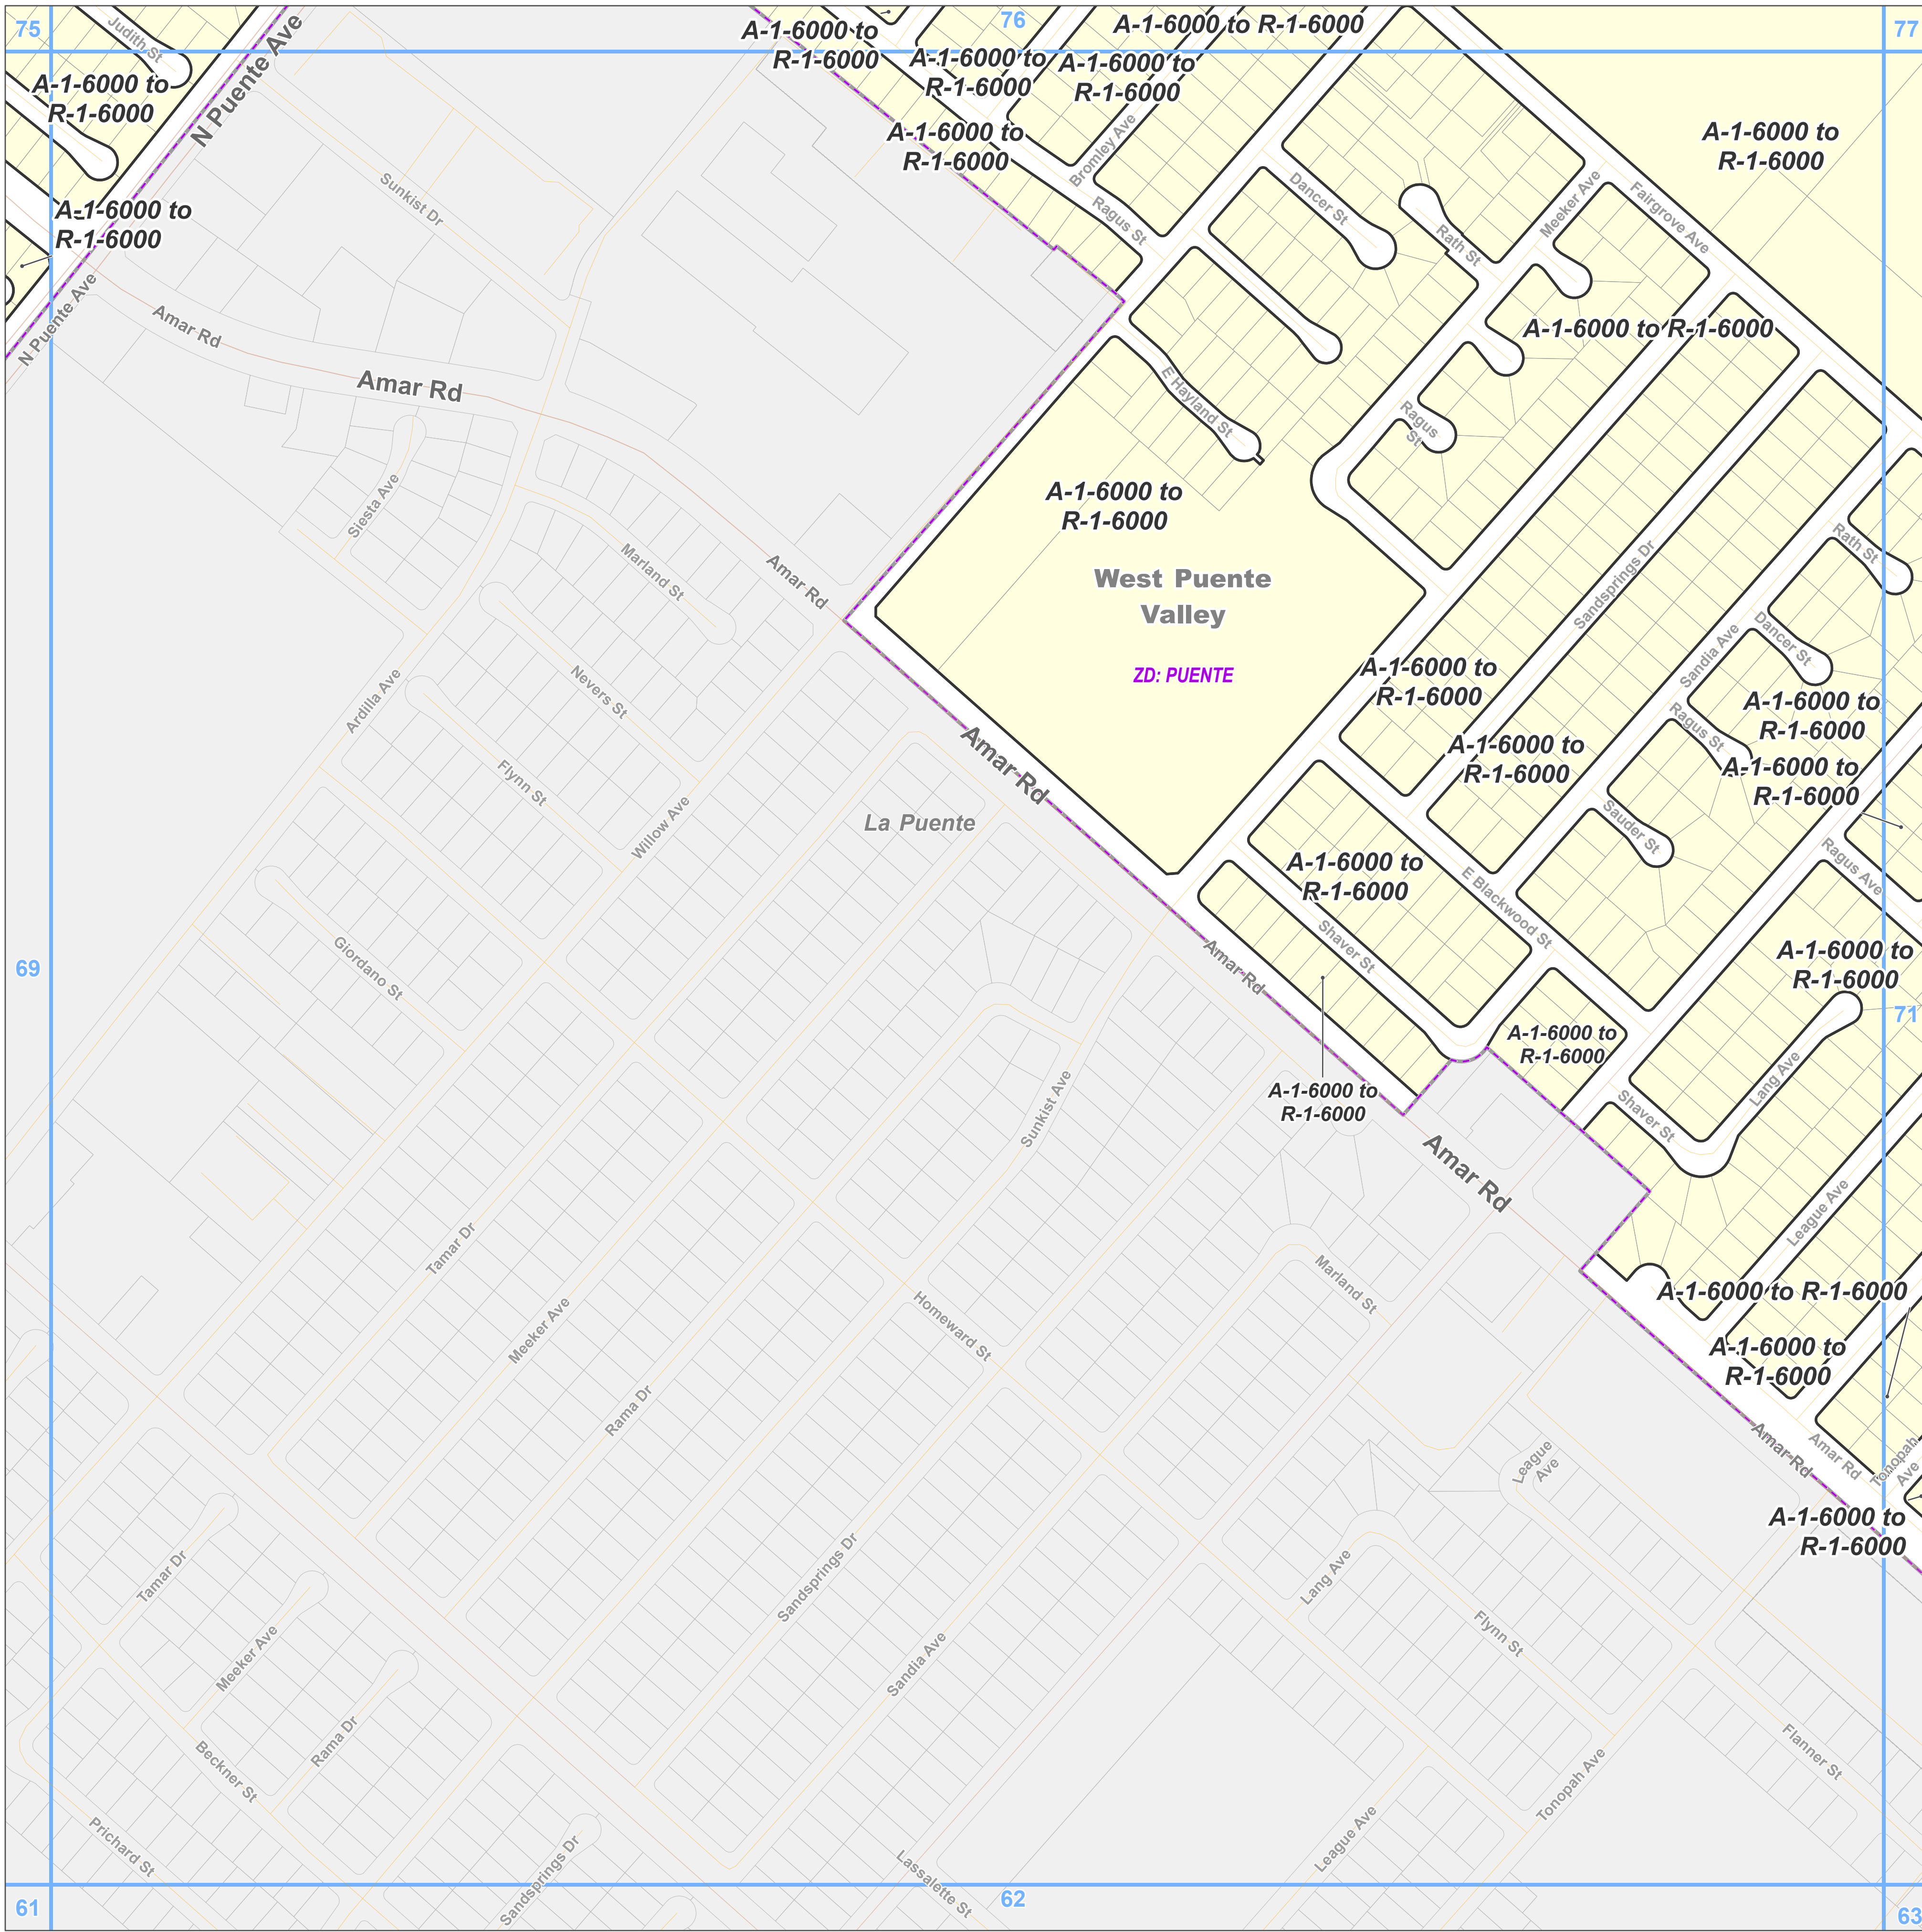 75
76
77
Judith St
A-1-6000 to
R-1-6000
N Puente Ave
A-1-6000 to
R-1-6000
A-1-6000 to
R-1-6000
A-1-6000 to
R-1-6000
A-1-6000 to R-1-6000
A-1-6000 to
R-1-6000
Bromley Ave
A-1-6000 to
R-1-6000
A-1-6000 to
R-1-6000
Sunkist Dr
Ragus St
Dancer St
Rath St
Meeker Ave
Fairgrove Ave
N Puente Ave
Amar Rd
Amar Rd
E Hayland St
A-1-6000 to R-1-6000
Ragus
St
Siesta Ave
Marland St
Amar Rd
A-1-6000 to
R-1-6000
West Puente
Valley
ZD: PUENTE
Sandsprings Dr
Rath St
Dancer St
Sandia Ave
Ragus St
A-1-6000 to
R-1-6000
A-1-6000 to
R-1-6000
A-1-6000 to
R-1-6000
A-1-6000 to
R-1-6000
Ardilla Ave
Nevers St
Flynn St
Willow Ave
Amar Rd
La Puente
Sauder St
Ragus Ave
A-1-6000 to
R-1-6000
E Blackwood St
Shaver St
Amar Rd
69
Giordano St
A-1-6000 to
R-1-6000
71
A-1-6000 to
R-1-6000
A-1-6000 to
R-1-6000
Lang Ave
Shaver St
Sunkist Ave
Amar Rd
League Ave
Tamar Dr
Meeker Ave
Homeward St
Marland St
A-1-6000 to R-1-6000
A-1-6000 to
R-1-6000
Rama Dr
Amar Rd
Amar Rd
Tonopah
Ave
League
Ave
A-1-6000 to
R-1-6000
Tamar Dr
Sandsprings Dr
Lang Ave
Flynn St
Meeker Ave
Sandia Ave
Rama Dr
Beckner St
Flanner St
Tonopah Ave
League Ave
Prichard St
Sandsprings Dr
Lassalette St
61
62
63